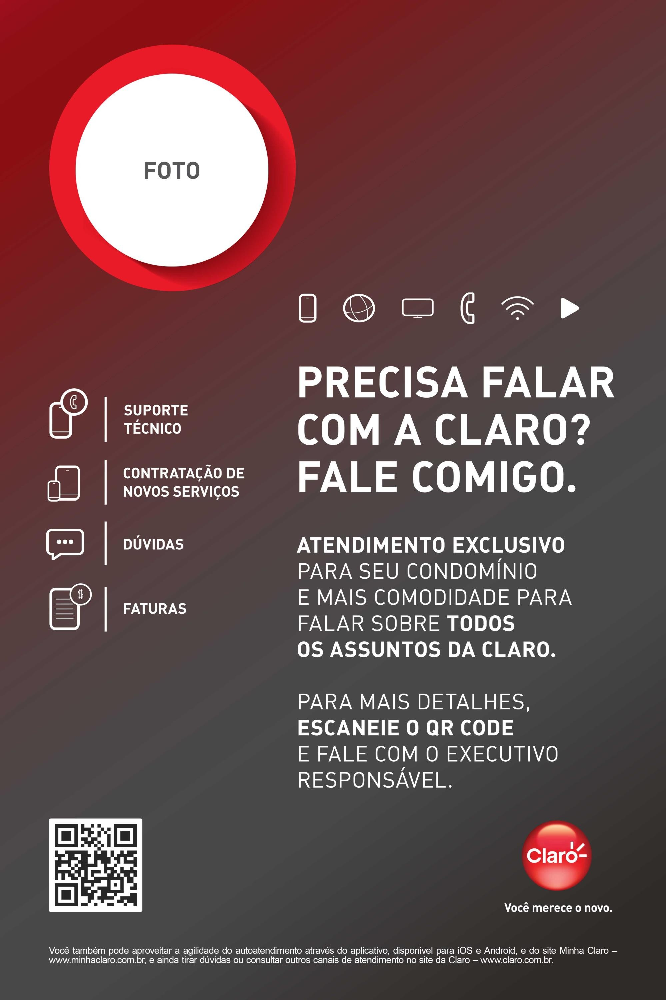 FOTO
PRECISA FALAR
COM A CLARO?
FALE COMIGO.
SUPORTE
TÉCNICO
CONTRATAÇÃO DE
NOVOS SERVIÇOS
DÚVIDAS
$
FATURAS
ATENDIMENTO EXCLUSIVO
PARA SEU CONDOMÍNIO
E MAIS COMODIDADE PARA
FALAR SOBRE TODOS
OS ASSUNTOS DA CLARO.
PARA MAIS DETALHES,
ESCANEIE O QR CODE
E FALE COM O EXECUTIVO
RESPONSÁVEL.
Claro
Você merece o novo.
Você também pode aproveitar a agilidade do autoatendimento através do aplicativo, disponível para iOS e Android, e do site Minha Claro –
www.minhaclaro.com.br, e ainda tirar dúvidas ou consultar outros canais de atendimento no site da Claro – www.claro.com.br.